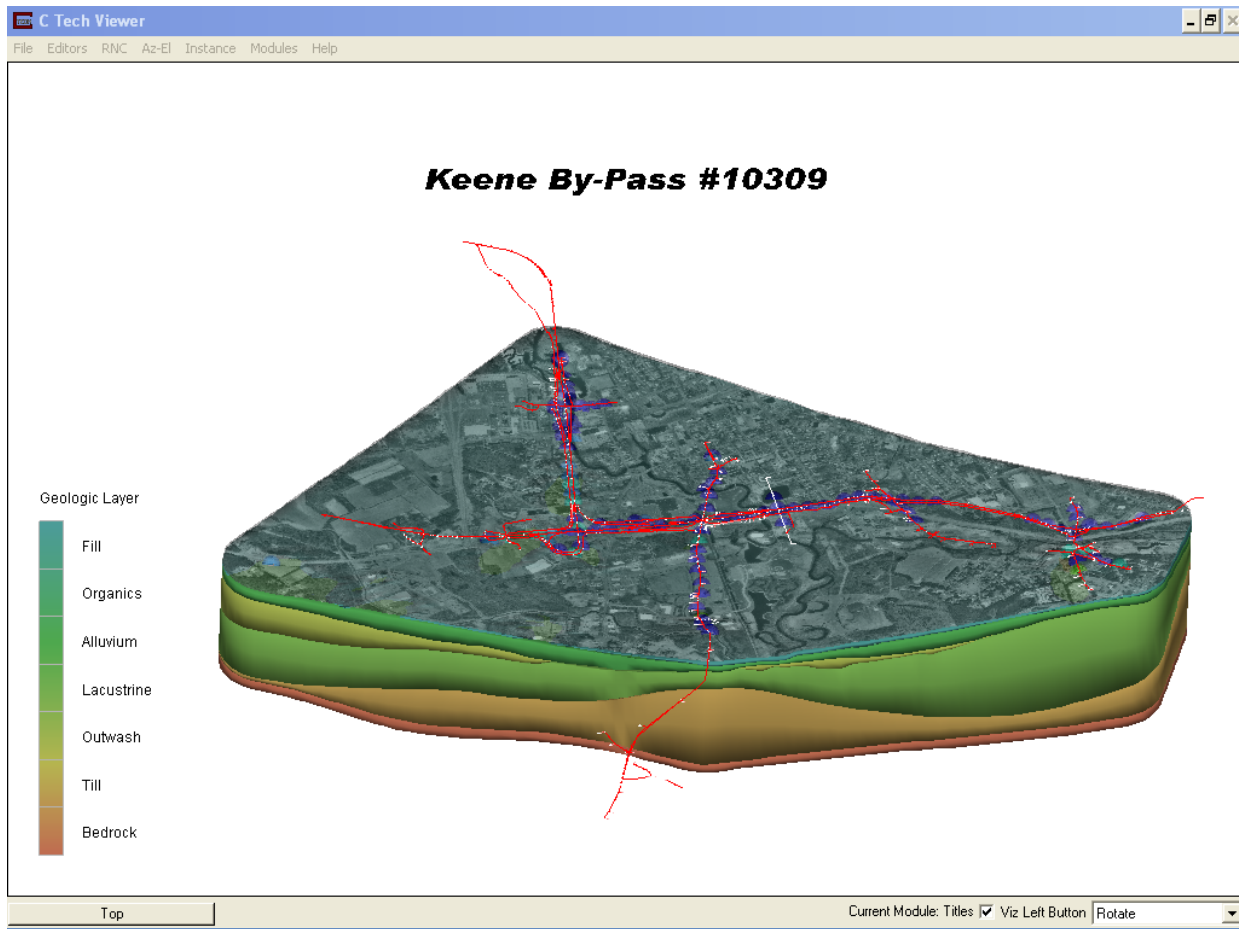 C Tech Viewer
File Editors RNC Az-El Instance Modules Help
Keene By-Pass #10309
Geologic Layer
Fill
Organics
Alluvium
Lacustrine
Outwash
Till
Bedrock
Top
Current Module: Titles Viz Left Button Rotate